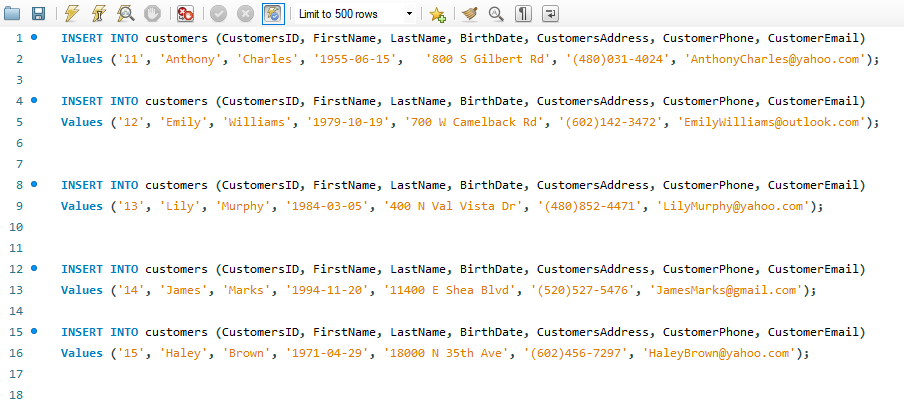 Limit to 500 rows
1 INSERT INTO customers (CustomersID, FirstName, LastName, BirthDate, CustomersAddress, CustomerPhone, CustomerEmail)
2 Values ('11', 'Anthony', 'Charles', '1955-06-15',   '800 S Gilbert Rd', '(480)031-4024', 'AnthonyCharles@yahoo.com');
3
4 INSERT INTO customers (CustomersID, FirstName, LastName, BirthDate, CustomersAddress, CustomerPhone, CustomerEmail)
5 Values ('12', 'Emily', 'Williams', '1979-10-19', '700 W Camelback Rd', '(602)142-3472', 'EmilyWilliams@outlook.com');
6
7
8 INSERT INTO customers (CustomersID, FirstName, LastName, BirthDate, CustomersAddress, CustomerPhone, CustomerEmail)
9 Values ('13', 'Lily', 'Murphy', '1984-03-05', '400 N Val Vista Dr', '(480)852-4471', 'LilyMurphy@yahoo.com');
10
11
12 INSERT INTO customers (CustomersID, FirstName, LastName, BirthDate, CustomersAddress, CustomerPhone, CustomerEmail)
13 Values ('14', 'James', 'Marks', '1994-11-20', '11400 E Shea Blvd', '(520)527-5476', 'JamesMarks@gmail.com');
14
15 INSERT INTO customers (CustomersID, FirstName, LastName, BirthDate, CustomersAddress, CustomerPhone, CustomerEmail)
16 Values ('15', 'Haley', 'Brown', '1971-04-29', '18000 N 35th Ave', '(602)456-7297', 'HaleyBrown@yahoo.com');
17
18